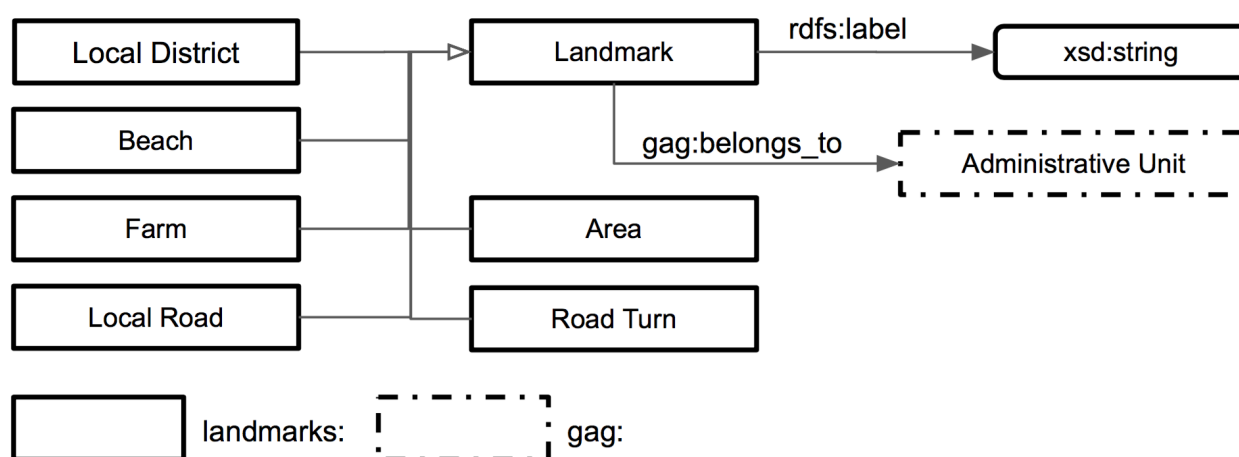 Local District
Landmark
rdfs:label
xsd:string
Beach
gag:belongs_to
Administrative Unit
Farm
Area
Local Road
Road Turn
landmarks:
gag: